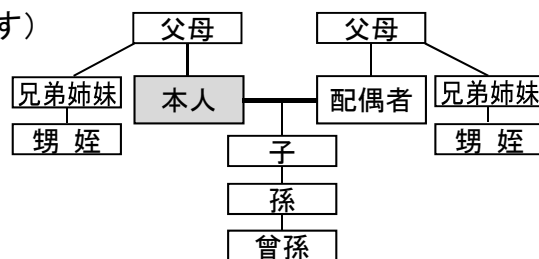 す)
父母 父母
兄弟姉妹 本人 配偶者 兄弟姉妹
甥 姪 甥 姪
子
孫
曾孫